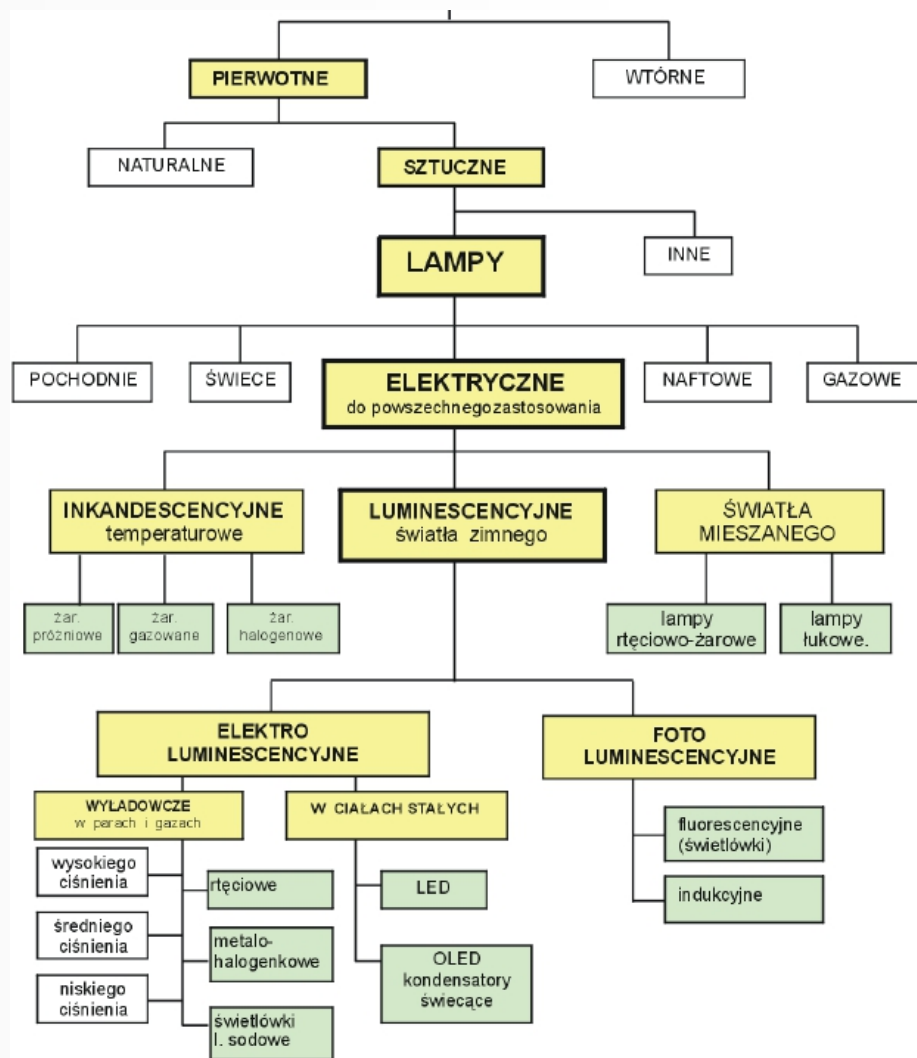 PIERWOTNE
WTÓRNE
NATURALNE
SZTUCZNE
LAMPY
INNE
POCHODNIE
ŚWIECE
ELEKTRYCZNE
do powszechnegozastosowania
NAFTOWE
GAZOWE
INKANDESCENCYJNE
temperaturowe
LUMINESCENCYJNE
światła zimnego
ŚWIATŁA
MIESZANEGO
żar.
próżniowe
żar.
gazowane
żar.
halogenowe
lampy
rtęciowo-żarowe
lampy
łukowe.
ELEKTRO
LUMINESCENCYJNE
FOTO
LUMINESCENCYJNE
WYŁADOWCZE
w parach i gazach
W CIAŁACH STAŁYCH
wysokiego
ciśnienia
średniego
ciśnienia
niskiego
ciśnienia
rtęciowe
metalo-
halogenkowe
świetlówki
l. sodowe
LED
OLED
kondensatory
świecące
fluorescencyjne
(świetlówki)
indukcyjne